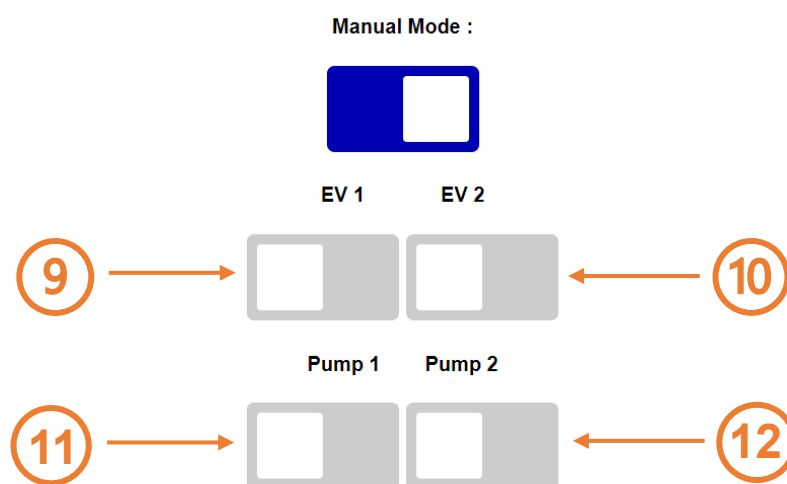 Manual Mode :
EV 1 EV 2
9 10
Pump 1 Pump 2
11 12